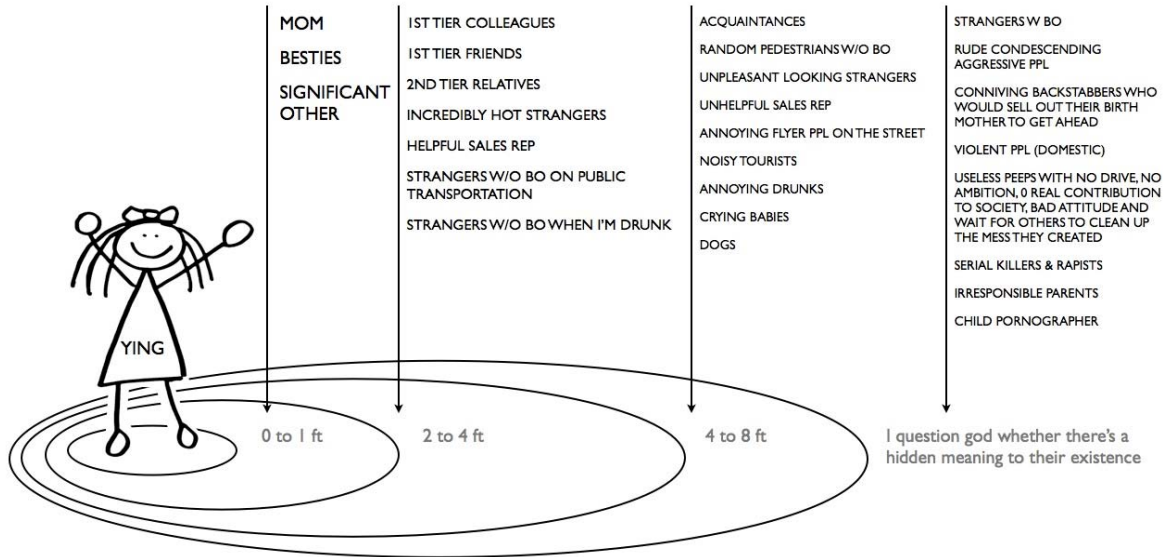 MOM
BESTIES
SIGNIFICANT
OTHER
1ST TIER COLLEAGUES
1ST TIER FRIENDS
2ND TIER RELATIVES
INCREDIBLY HOT STRANGERS
HELPFUL SALES REP
STRANGERS W/O BO ON PUBLIC
TRANSPORTATION
STRANGERS W/O BO WHEN I'M DRUNK
ACQUAINTANCES
RANDOM PEDESTRIANS W/O BO
UNPLEASANT LOOKING STRANGERS
UNHELPFUL SALES REP
ANNOYING FLYER PPL ON THE STREET
NOISY TOURISTS
ANNOYING DRUNKS
CRYING BABIES
DOGS
STRANGERS W BO
RUDE CONDESCENDING
AGGRESSIVE PPL
CONNIVING BACKSTABBERS WHO
WOULD SELL OUT THEIR BIRTH
MOTHER TO GET AHEAD
VIOLENT PPL (DOMESTIC)
USELESS PEEPS WITH NO DRIVE, NO
AMBITION, 0 REAL CONTRIBUTION
TO SOCIETY, BAD ATTITUDE AND
WAIT FOR OTHERS TO CLEAN UP
THE MESS THEY CREATED
SERIAL KILLERS & RAPISTS
IRRESPONSIBLE PARENTS
CHILD PORNOGRAPHER
YING
0 to 1 ft
2 to 4 ft
4 to 8 ft
I question god whether there's a
hidden meaning to their existence